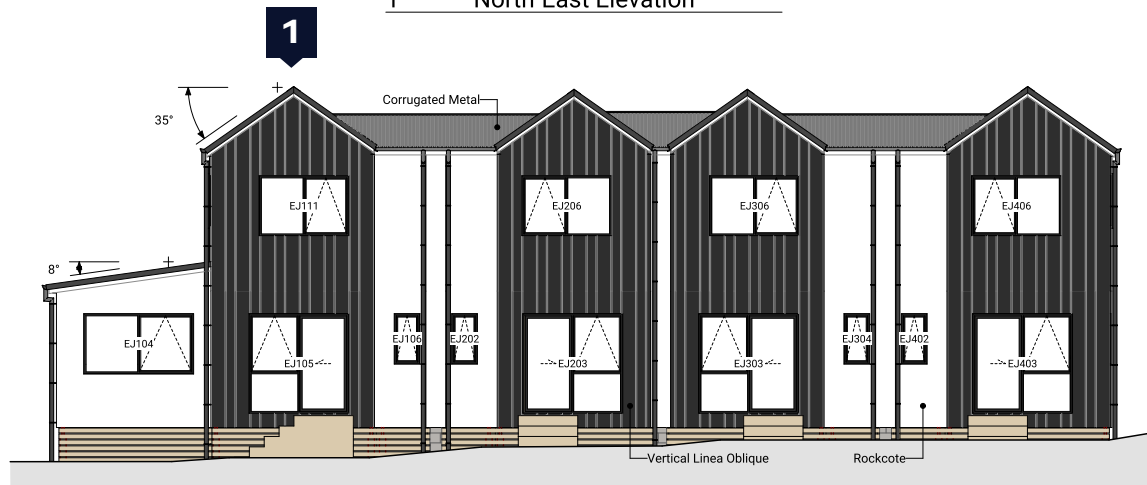 1 North East Elevation
1
Corrugated Metal
35°
EJ111
EJ206
EJ306
EJ406
8°
EJ104
EJ106
EJ202
EJ304
EJ402
EJ105
EJ203
EJ303
EJ403
Vertical Linea Oblique
Rockcote